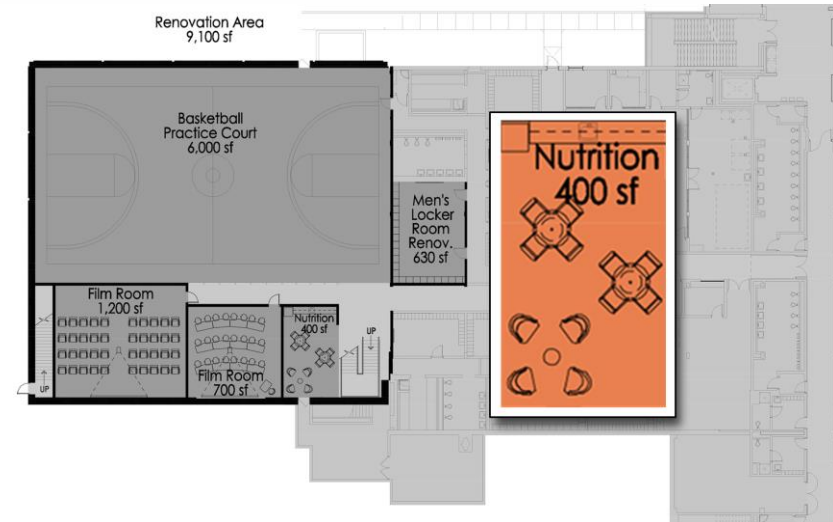 Renovation Area
9,100 sf
Basketball
Practice Court
6,000 sf
Men's
Locker
Room
Renov.
630 sf
Nutrition
400 sf
Film Room
1,200 sf
Nutrition
400 sf
UP
Film Room
700 sf
UP